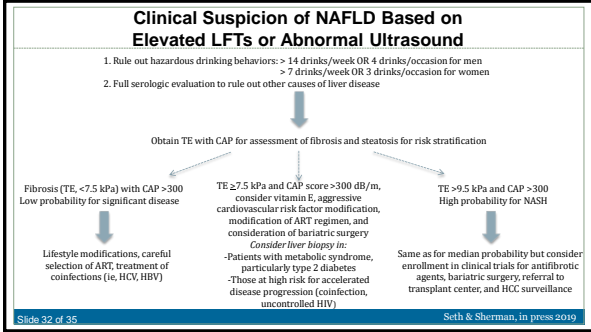 Clinical Suspicion of NAFLD Based on
Elevated LFTs or Abnormal Ultrasound
1. Rule out hazardous drinking behaviors: > 14 drinks/week OR 4 drinks/occasion for men
> 7 drinks/week OR 3 drinks/occasion for women
2. Full serologic evaluation to rule out other causes of liver disease
Obtain TE with CAP for assessment of fibrosis and steatosis for risk stratification
Fibrosis (TE, <7.5 kPa) with CAP >300
Low probability for significant disease
Lifestyle modifications, careful
selection of ART, treatment of
coinfections (ie, HCV, HBV)
TE ≥7.5 kPa and CAP score >300 dB/m,
consider vitamin E, aggressive
cardiovascular risk factor modification,
modification of ART regimen, and
consideration of bariatric surgery
Consider liver biopsy in:
-Patients with metabolic syndrome,
particularly type 2 diabetes
-Those at high risk for accelerated
disease progression (coinfection,
uncontrolled HIV)
TE >9.5 kPa and CAP >300
High probability for NASH
Same as for median probability but consider
enrollment in clinical trials for antifibrotic
agents, bariatric surgery, referral to
transplant center, and HCC surveillance
Slide 32 of 35
Seth & Sherman, in press 2019